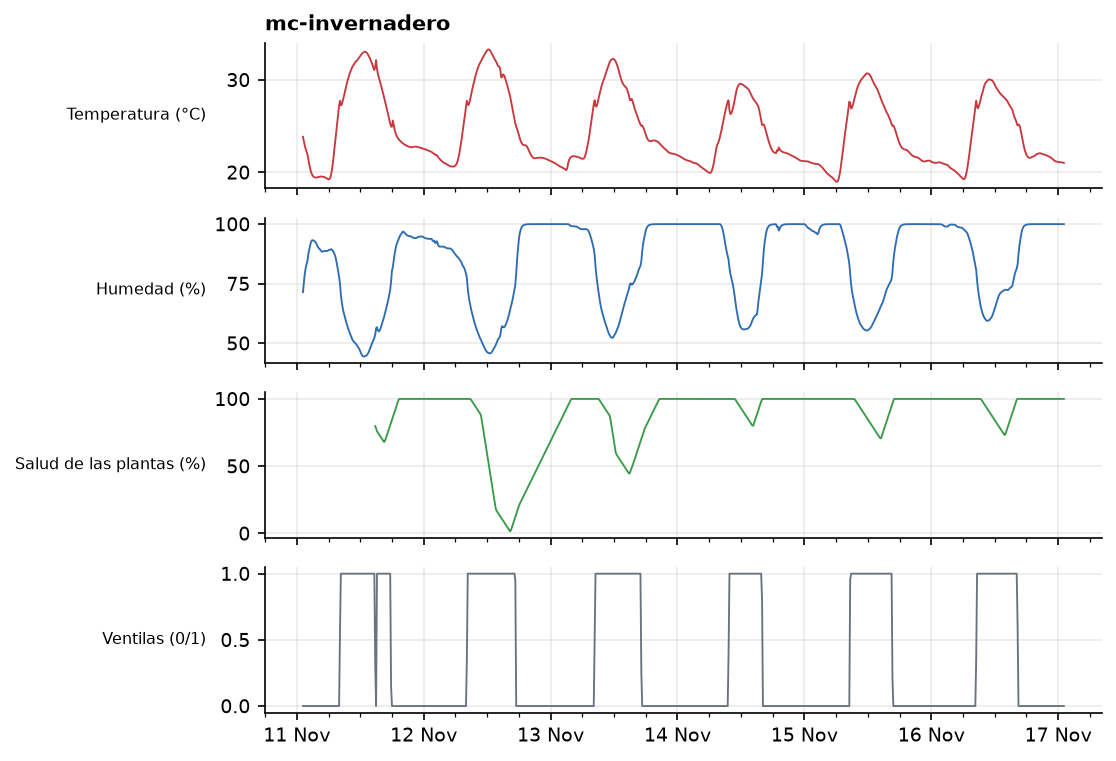 mc-invernadero
Temperatura (°C)
30
20
Humedad (%)
100
75
50
Salud de las plantas (%)
100
50
0
Ventilas (0/1)
1.0
0.5
0.0
11 Nov 12 Nov 13 Nov 14 Nov 15 Nov 16 Nov 17 Nov